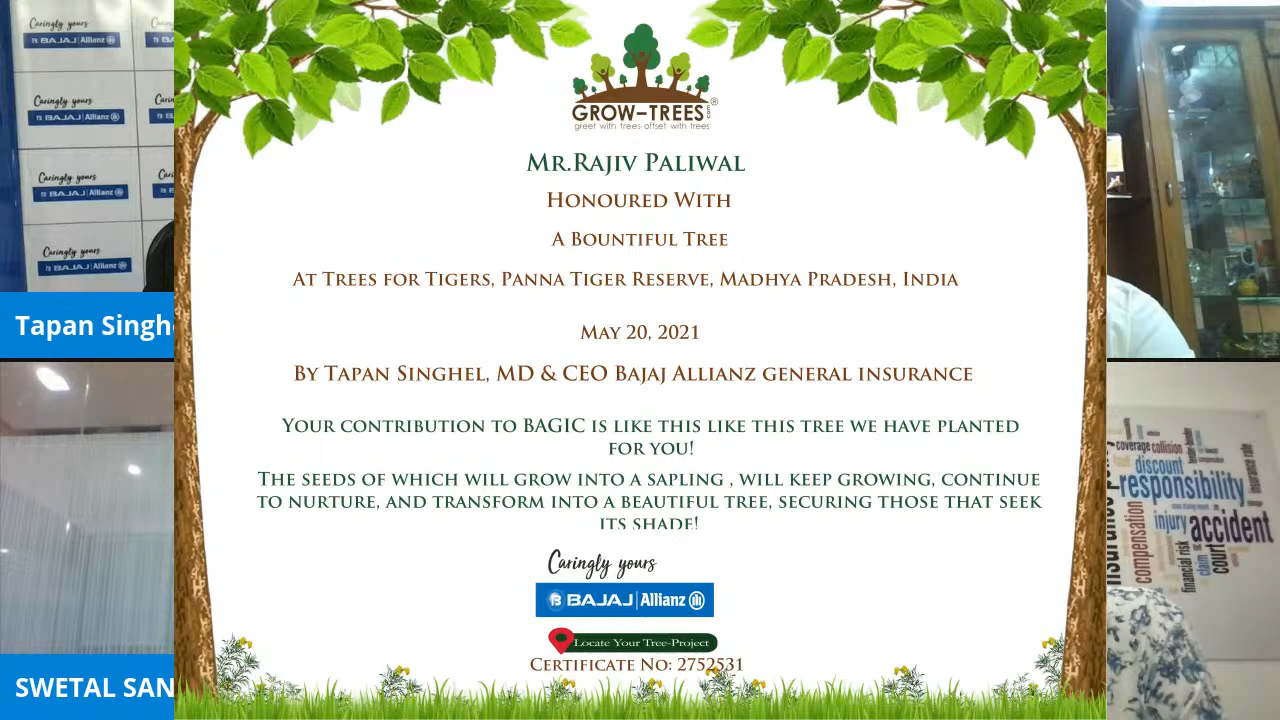 Caringly yours
BAJAJ Allianz
Caringly yours
BAJAJ Allianz
Caringly yours
BAJAJ Allianz
Caringly yours
BAJAJ Allianz
Tapan Singh
SWETAL SAN
GROW-TREES®
.com
greet with trees·offset with trees
Mr.Rajiv Paliwal
Honoured With
A Bountiful Tree
At Trees for Tigers, Panna Tiger Reserve, Madhya Pradesh, India
May 20, 2021
By Tapan Singhel, MD & CEO Bajaj Allianz general insurance
Your contribution to BAGIC is like this like this tree we have planted
for you!
The seeds of which will grow into a sapling , will keep growing, continue
to nurture, and transform into a beautiful tree, securing those that seek
its shade!
Caringly yours
BAJAJ Allianz
Locate Your Tree-Project
Certificate No: 2752531
coverage collision
discount
responsibility
injury accident
compensation
financial risk
claim
court
insurance rate